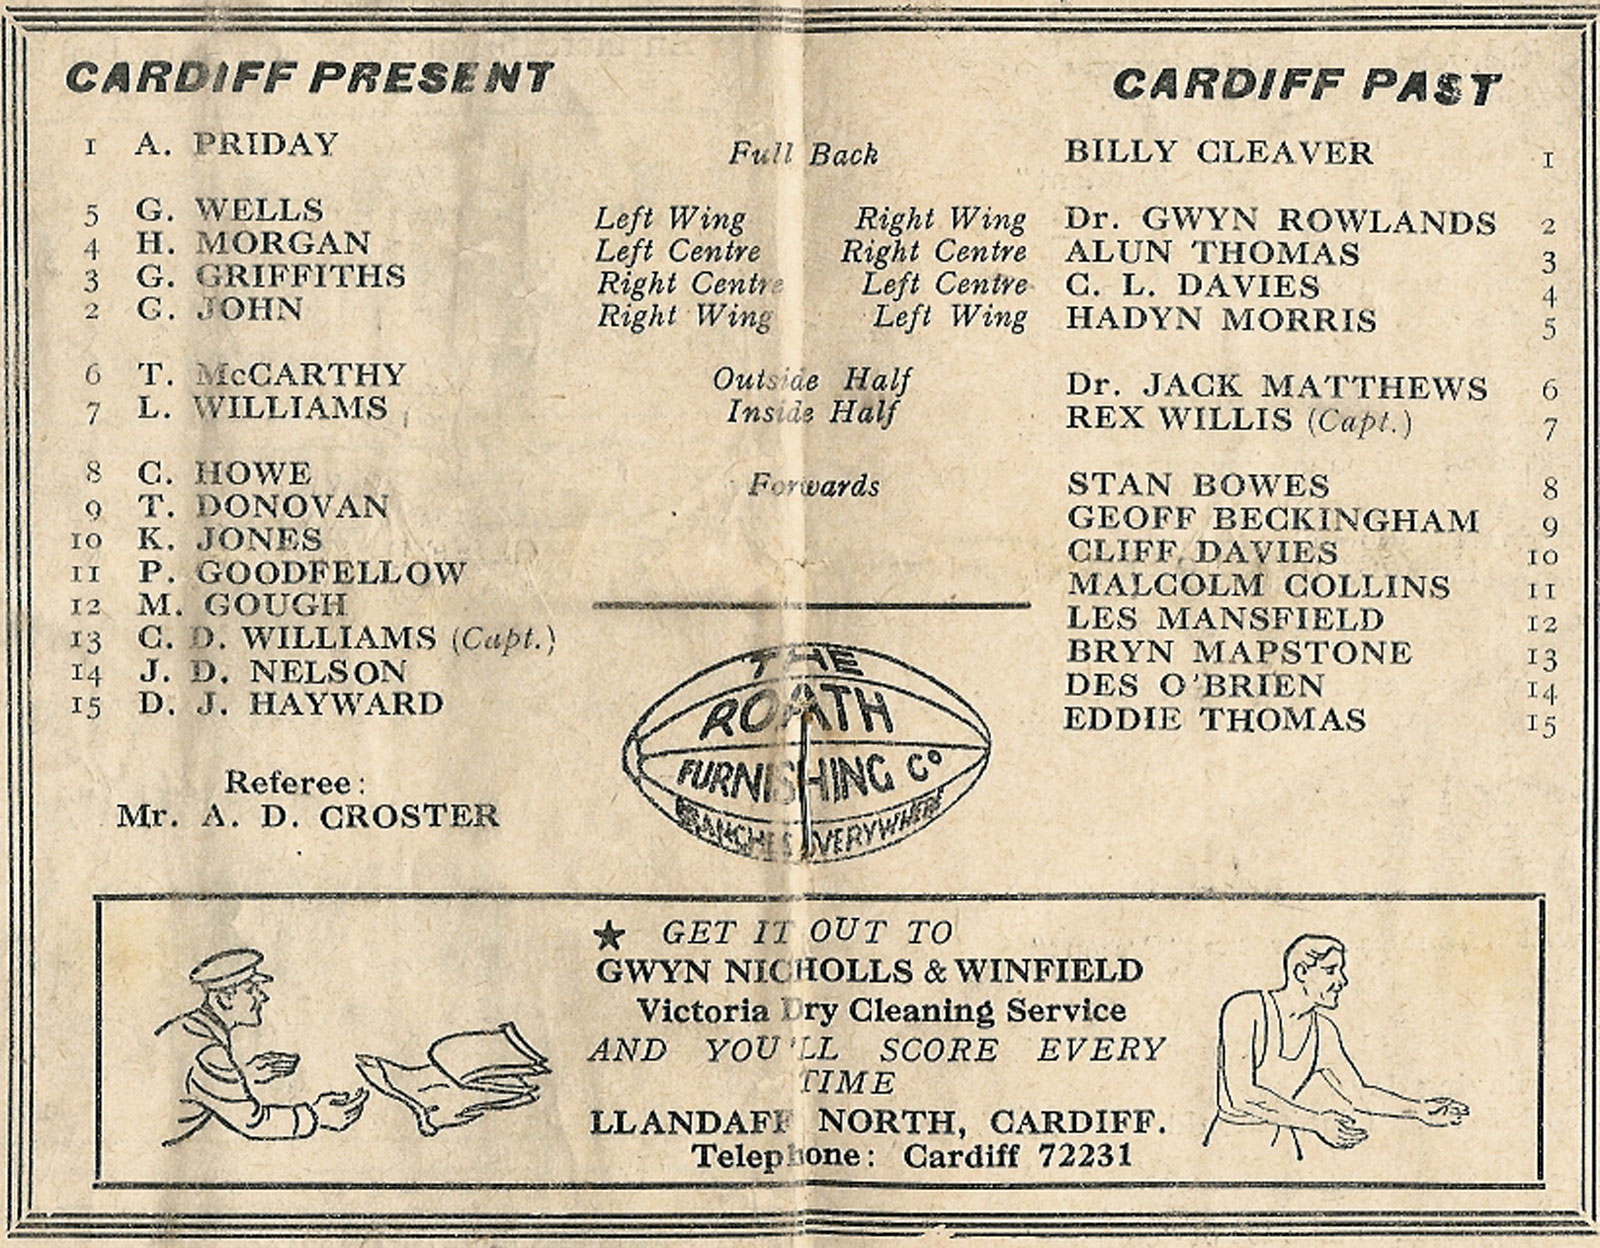 CARDIFF PRESENT
1 A. PRIDAY
5 G. WELLS
4 H. MORGAN
3 G. GRIFFITHS
2 G. JOHN
6 T. McCARTHY
7 L. WILLIAMS
8 C. HOWE
9 T. DONOVAN
10 K. JONES
11 P. GOODFELLOW
12 M. GOUGH
13 C. D. WILLIAMS (Capt.)
14 J. D. NELSON
15 D. J. HAYWARD
Referee:
Mr. A. D. CROSTER
Full Back
Left Wing Right Wing
Left Centre Right Centre
Right Centre Left Centre
Right Wing Left Wing
Outside Half
Inside Half
Forwards
CARDIFF PAST
BILLY CLEAVER 1
Dr. GWYN ROWLANDS 2
ALUN THOMAS 3
C. L. DAVIES 4
HADYN MORRIS 5
Dr. JACK MATTHEWS 6
REX WILLIS (Capt.) 7
STAN BOWES 8
GEOFF BECKINGHAM 9
CLIFF DAVIES 10
MALCOLM COLLINS 11
LES MANSFIELD 12
BRYN MAPSTONE 13
DES O'BRIEN 14
EDDIE THOMAS 15
THE
ROATH
FURNISHING Co
BRANCHES EVERYWHERE
★ GET IT OUT TO
GWYN NICHOLLS & WINFIELD
Victoria Dry Cleaning Service
AND YOU'LL SCORE EVERY
TIME
LLANDAFF NORTH, CARDIFF.
Telephone: Cardiff 72231